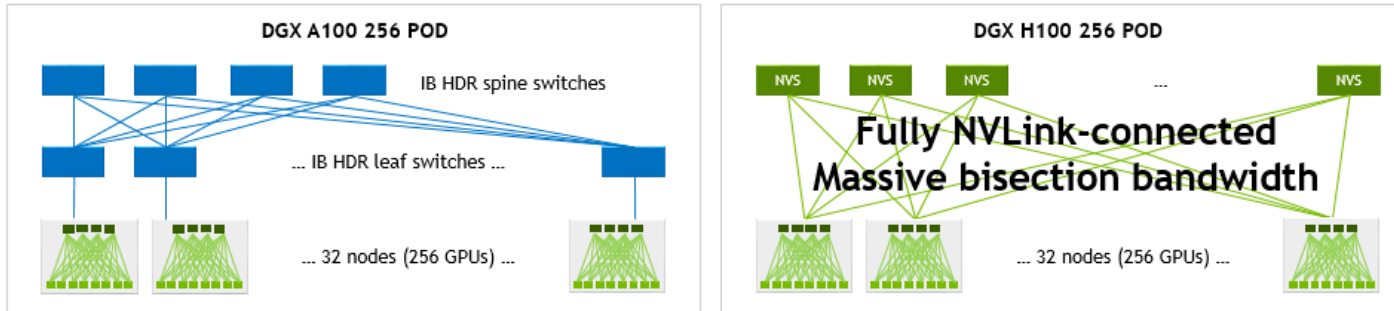 DGX A100 256 POD
IB HDR spine switches
... IB HDR leaf switches ...
... 32 nodes (256 GPUs) ...
DGX H100 256 POD
NVS NVS NVS ... NVS
Fully NVLink-connected
Massive bisection bandwidth
... 32 nodes (256 GPUs) ...